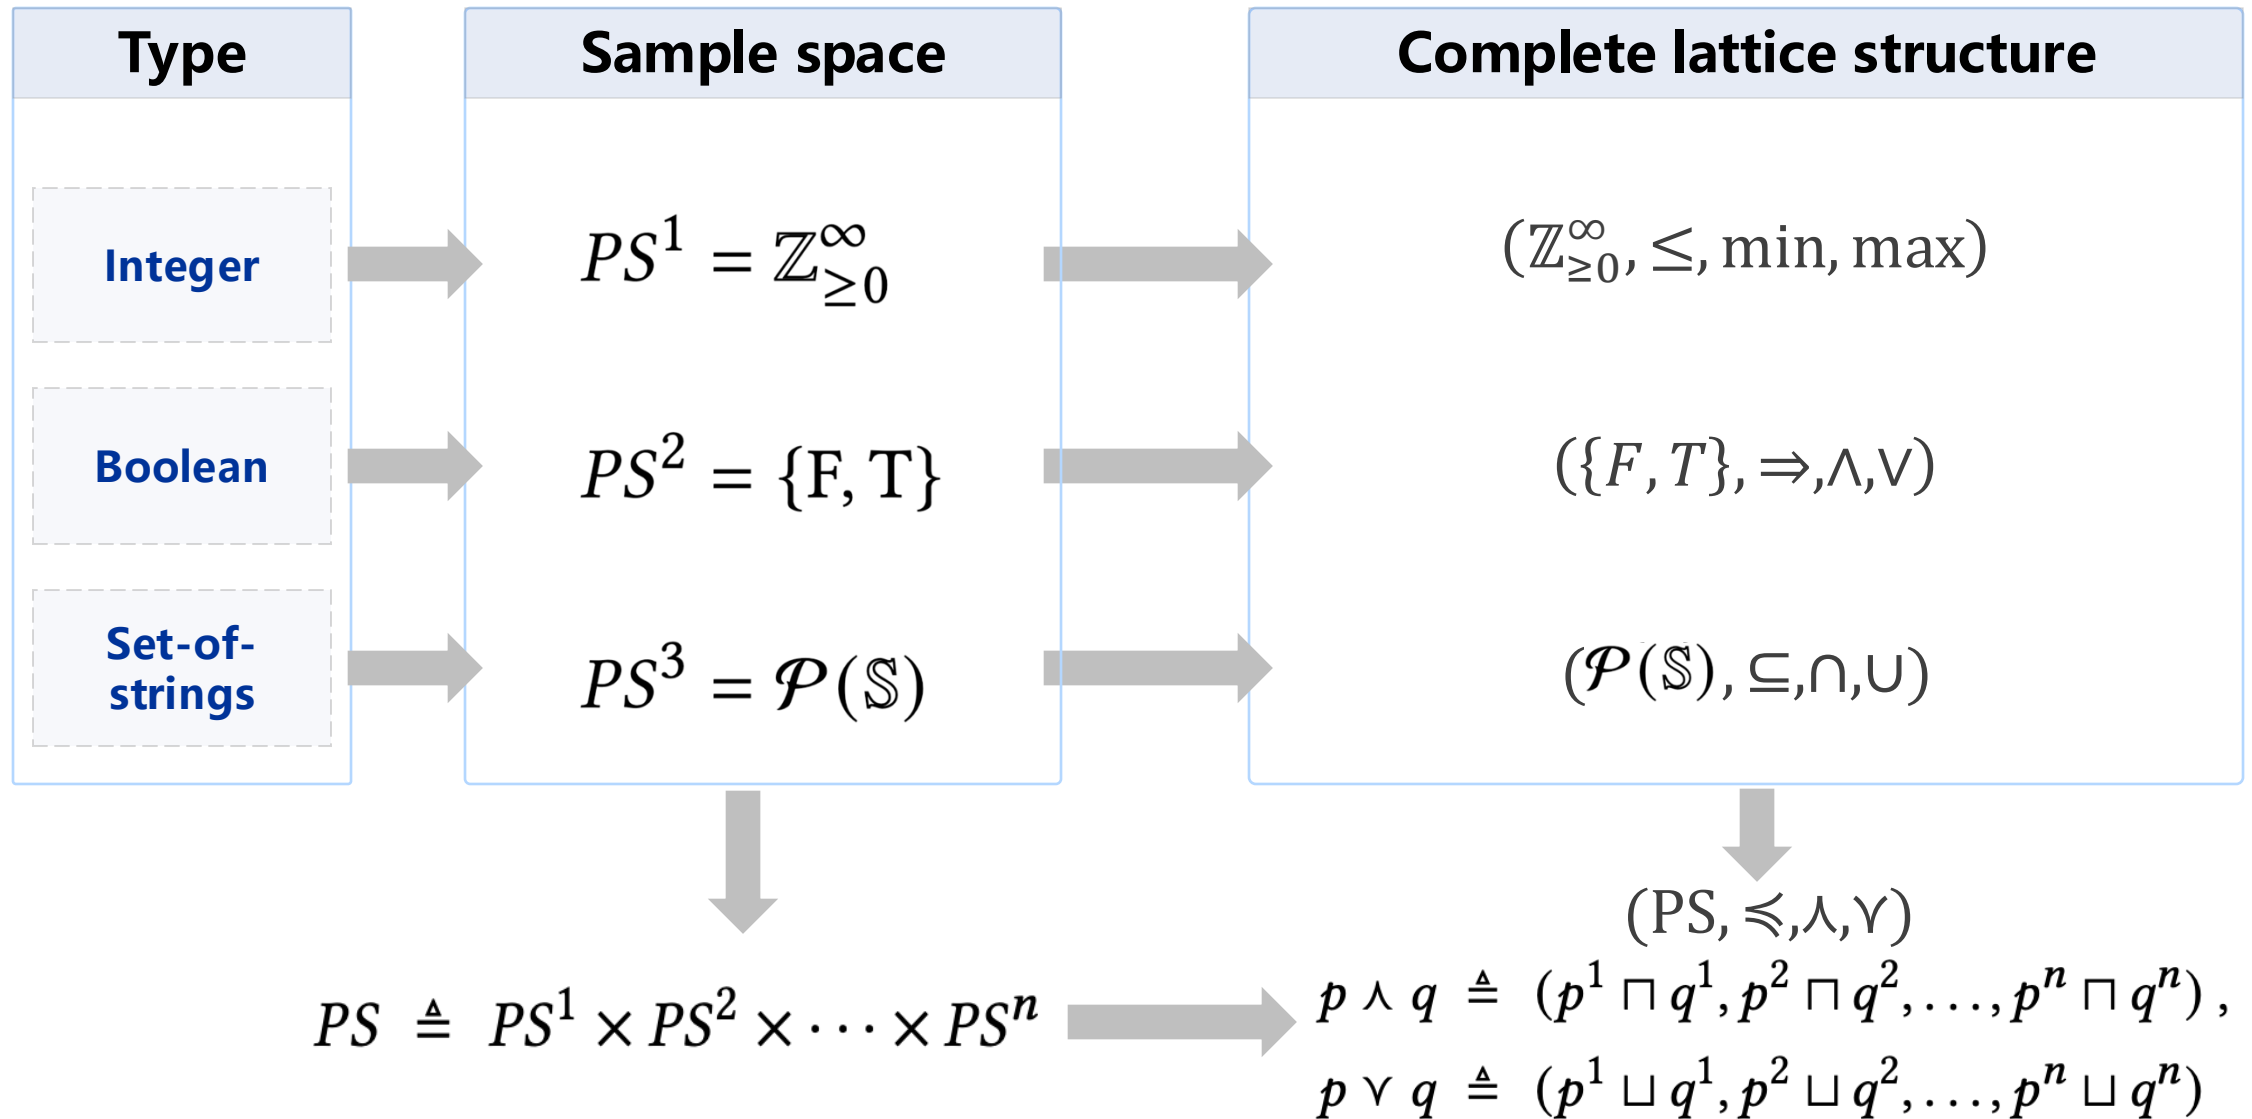 Type
Sample space
Complete lattice structure
Integer
PS¹ = ℤ^∞_≥0
(ℤ^∞_≥0, ≤, min, max)
Boolean
PS² = {F, T}
({F, T}, ⇒,∧,∨)
Set-of-
strings
PS³ = 𝒫(𝕊)
(𝒫(𝕊), ⊆,∩,∪)
(PS, ≼,⋏,⋎)
PS ≜ PS¹ × PS² × ⋯ × PSⁿ
p ⋏ q ≜ (p¹ ⊓ q¹, p² ⊓ q², . . . , pⁿ ⊓ qⁿ) ,
p ⋎ q ≜ (p¹ ⊔ q¹, p² ⊔ q², . . . , pⁿ ⊔ qⁿ)